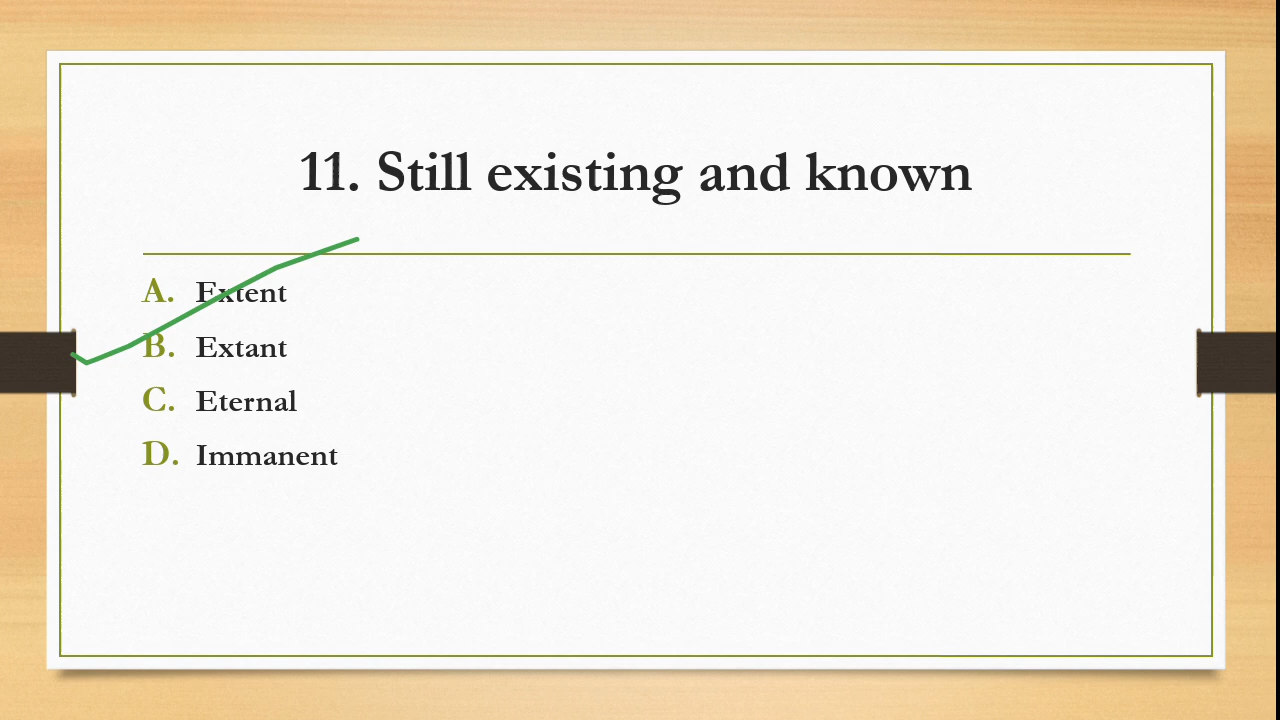 11. Still existing and known
A. Extent
B. Extant
C. Eternal
D. Immanent